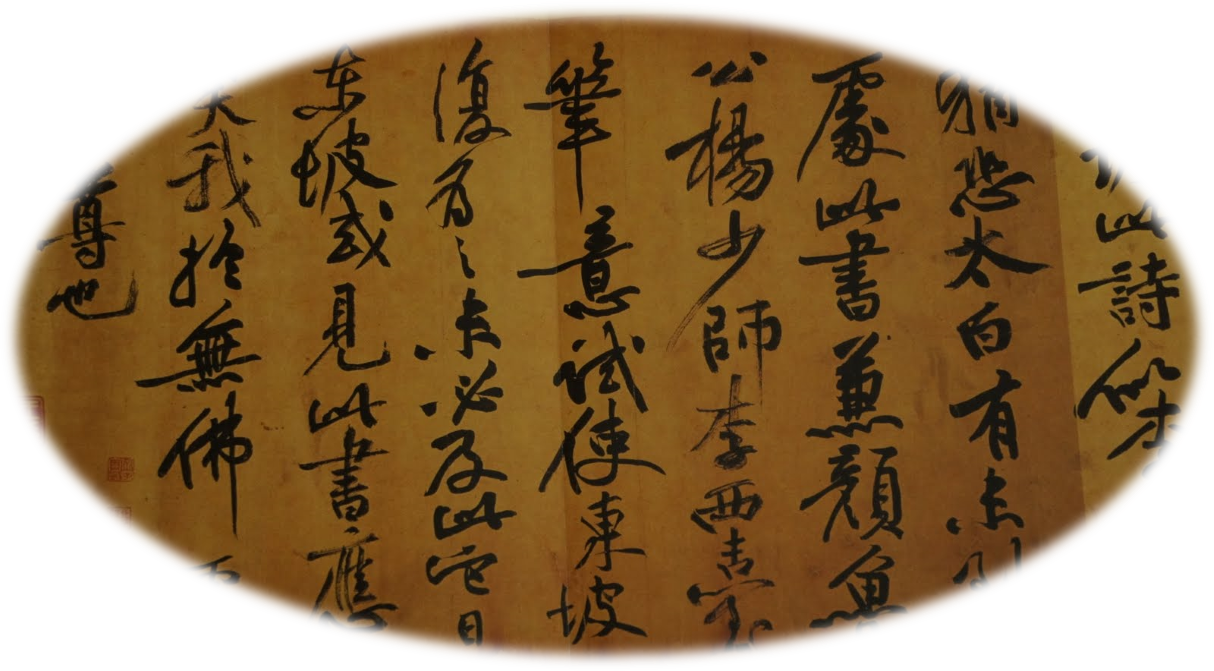 坡此詩似李
猶恐太白有未到
處此書兼顏魯
公楊少師李西臺
筆意試使東坡
復為之未必及此它日
東坡或見此書應
笑我於無佛
尊也